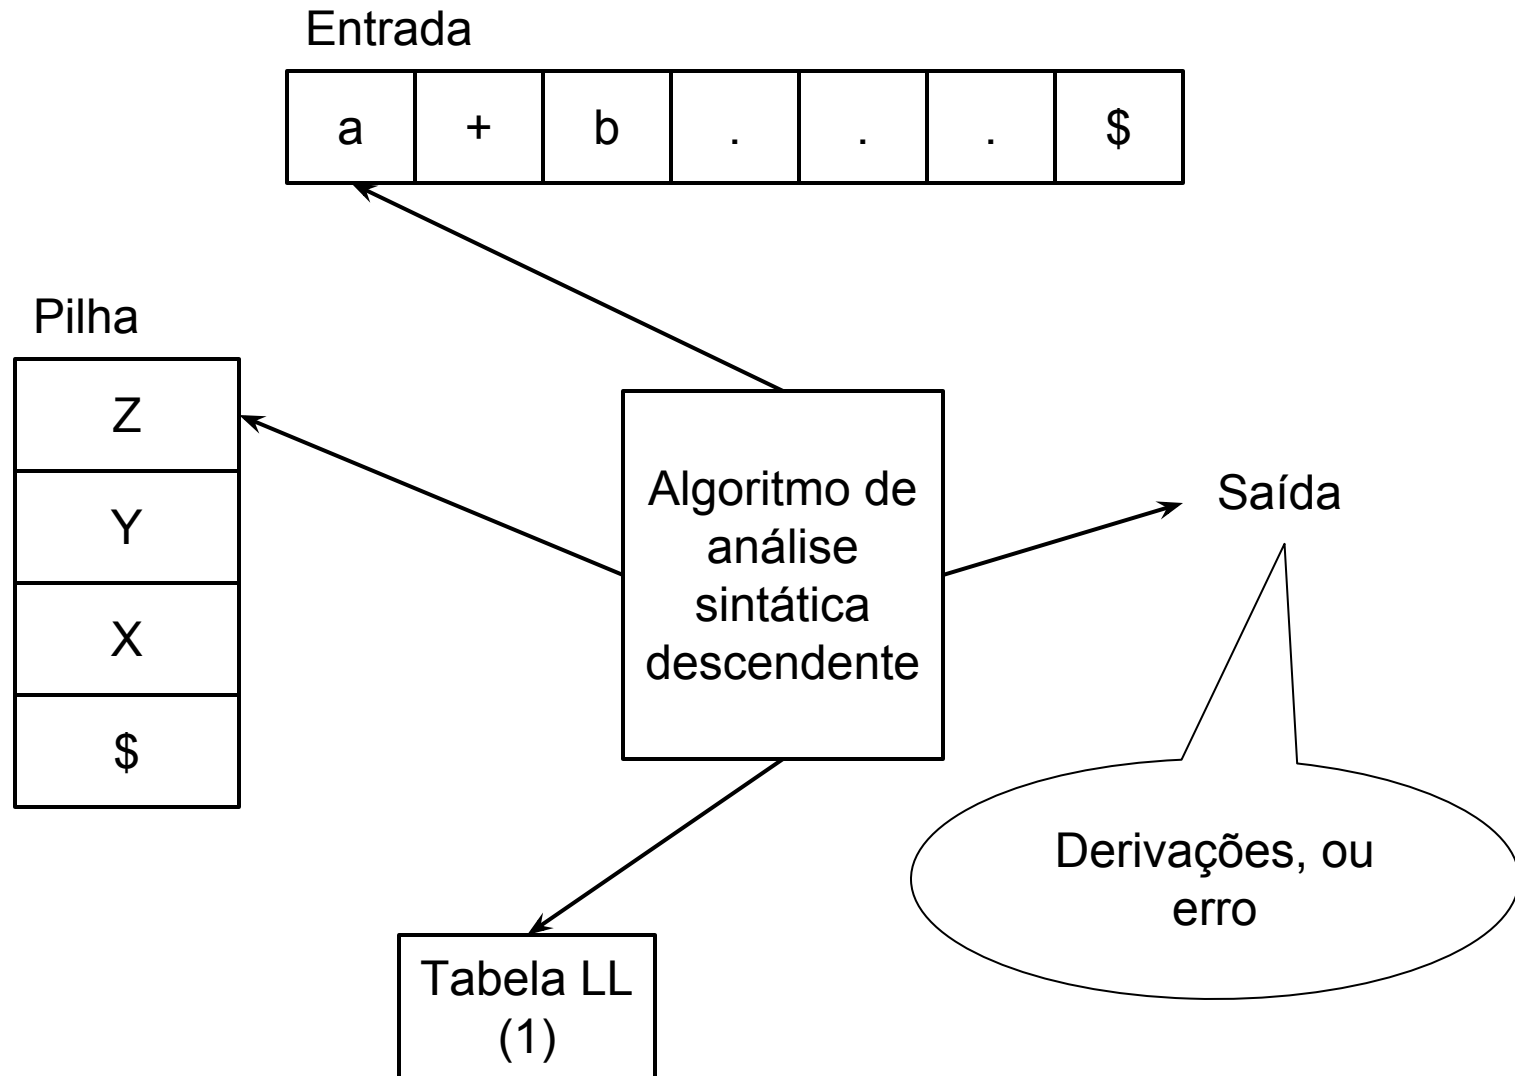 Entrada
a + b . . . $
Pilha
Z
Y
X
$
Algoritmo de
análise
sintática
descendente
Saída
Derivações, ou
erro
Tabela LL
(1)